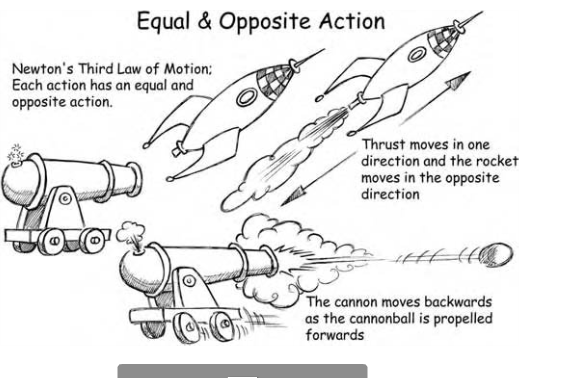 Equal & Opposite Action
Newton's Third Law of Motion;
Each action has an equal and
opposite action.
Thrust moves in one
direction and the rocket
moves in the opposite
direction
The cannon moves backwards
as the cannonball is propelled
forwards